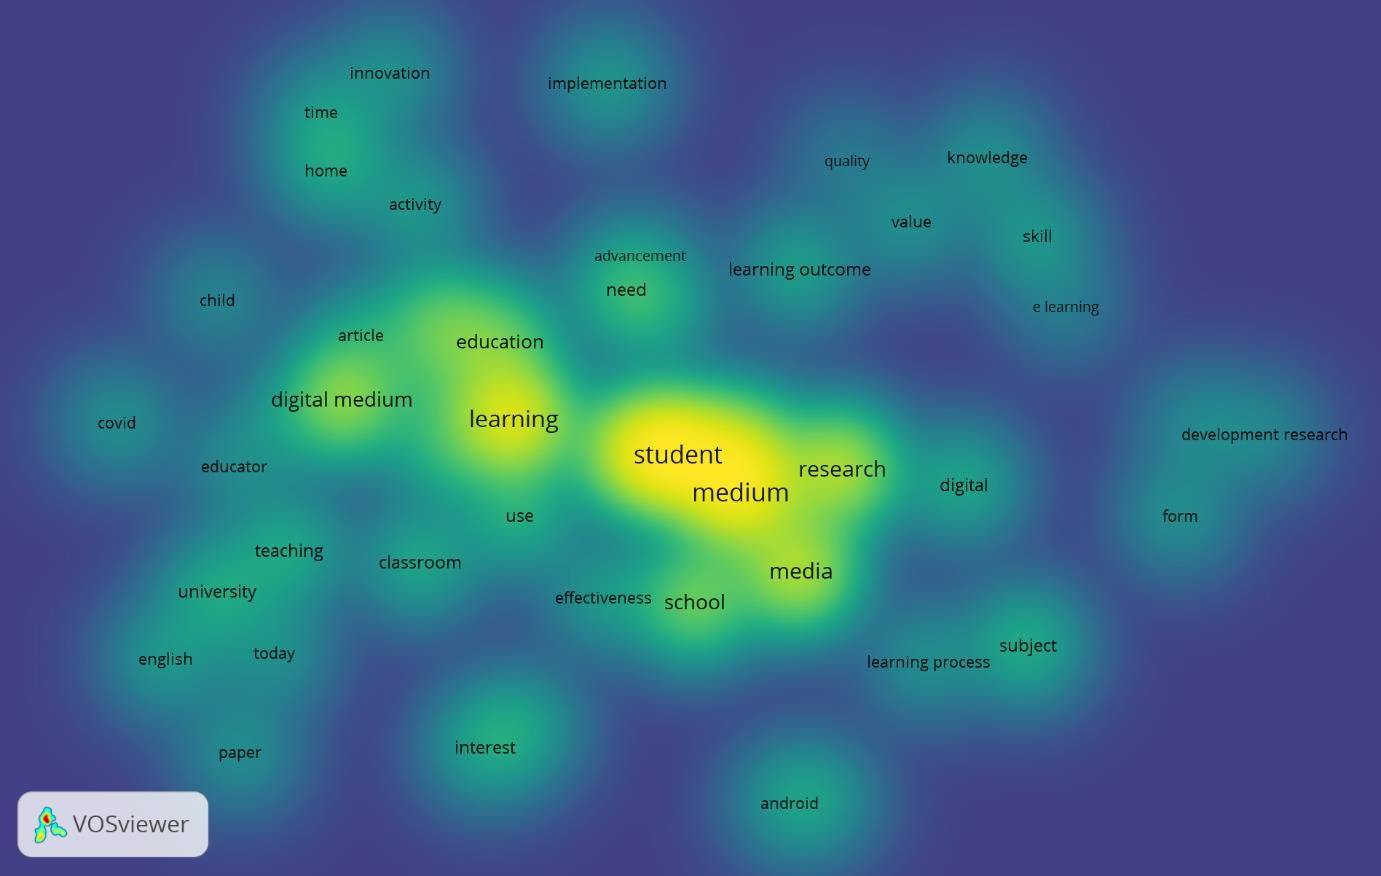 innovation
implementation
time
quality
knowledge
home
activity
value
skill
advancement
learning outcome
need
child
e learning
article
education
digital medium
learning
covid
development research
student
educator
research
digital
medium
use
form
teaching
classroom
media
university
effectiveness
school
subject
today
english
learning process
interest
paper
android
VOSviewer